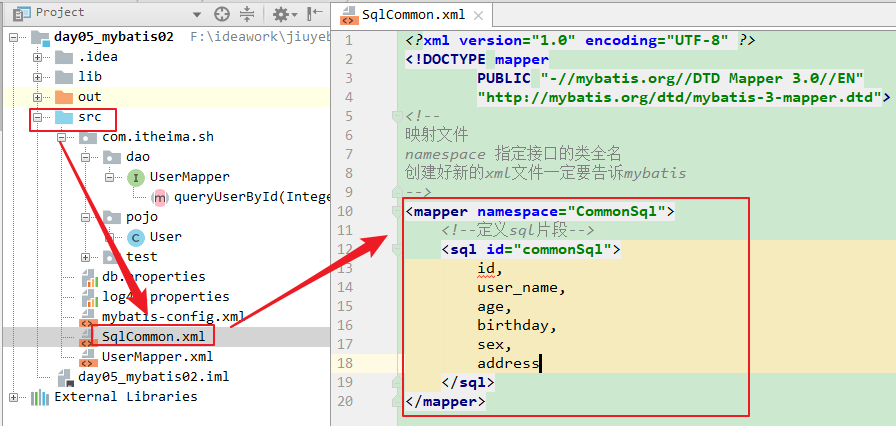 Project
day05_mybatis02 F:\ideawork\jiuyeb
.idea
lib
out
src
com.itheima.sh
dao
UserMapper
queryUserById(Intege
pojo
User
test
db.properties
properties
mybatis-config.xml
SqlCommon.xml
UserMapper.xml
day05_mybatis02.iml
External Libraries
SqlCommon.xml
1 <?xml version="1.0" encoding="UTF-8" ?>
2 <!DOCTYPE mapper
3 PUBLIC "-//mybatis.org//DTD Mapper 3.0//EN"
4 "http://mybatis.org/dtd/mybatis-3-mapper.dtd">
5 <!--
6 映射文件
7 namespace 指定接口的类全名
8 创建好新的xml文件一定要告诉mybatis
9 -->
10 <mapper namespace="CommonSql">
11 <!--定义sql片段-->
12 <sql id="commonSql">
13 id,
14 user_name,
15 age,
16 birthday,
17 sex,
18 address
19 </sql>
20 </mapper>